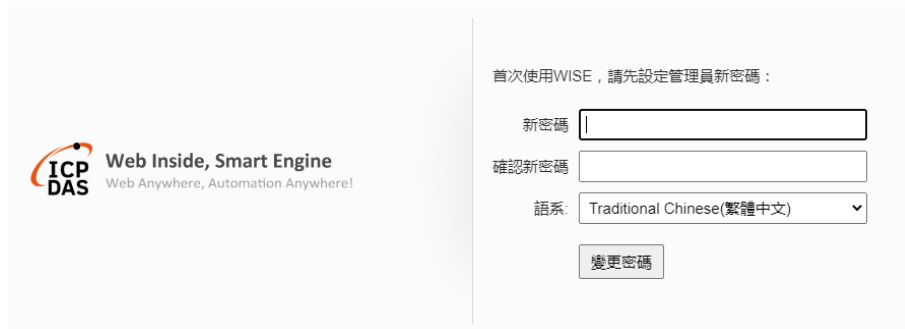 ICP
DAS
Web Inside, Smart Engine
Web Anywhere, Automation Anywhere!
首次使用WISE，請先設定管理員新密碼：
新密碼
確認新密碼
語系: Traditional Chinese(繁體中文)
變更密碼